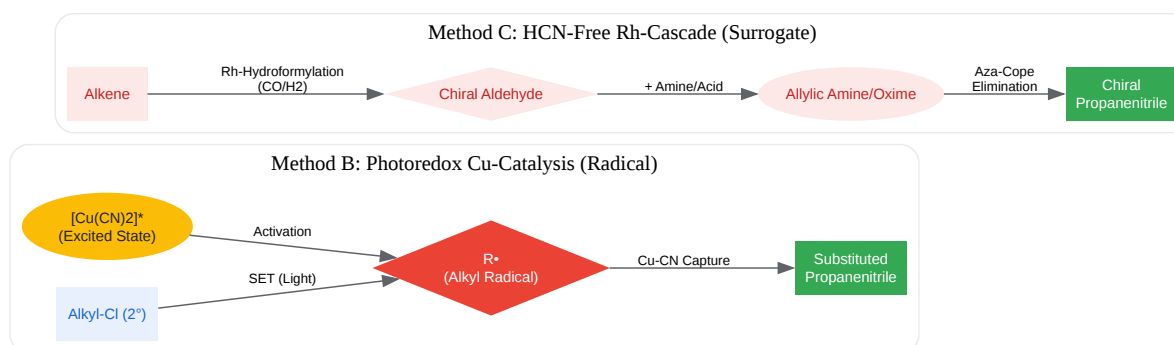 Method C: HCN-Free Rh-Cascade (Surrogate)
Alkene
Rh-Hydroformylation
(CO/H2)
Chiral Aldehyde
+ Amine/Acid
Allylic Amine/Oxime
Aza-Cope
Elimination
Chiral
Propanenitrile
Method B: Photoredox Cu-Catalysis (Radical)
[Cu(CN)2]*
(Excited State)
Activation
Alkyl-Cl (2°)
SET (Light)
R•
(Alkyl Radical)
Cu-CN Capture
Substituted
Propanenitrile